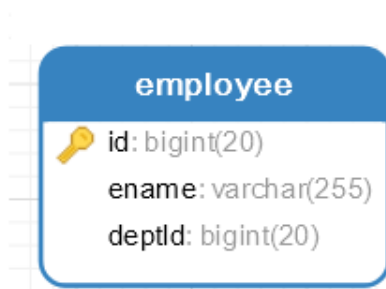 employee
id: bigint(20)
ename: varchar(255)
deptId: bigint(20)